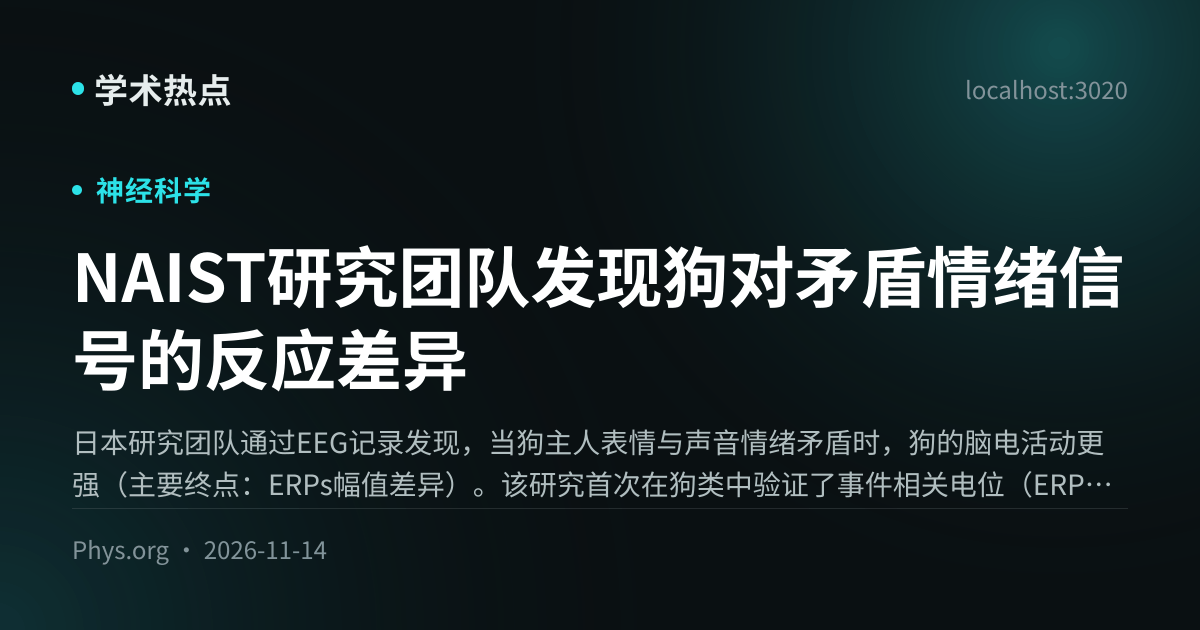 学术热点
localhost:3020
神经科学
NAIST研究团队发现狗对矛盾情绪信
号的反应差异
日本研究团队通过EEG记录发现，当狗主人表情与声音情绪矛盾时，狗的脑电活动更
强（主要终点：ERPs幅值差异）。该研究首次在狗类中验证了事件相关电位（ERP…
Phys.org • 2026-11-14